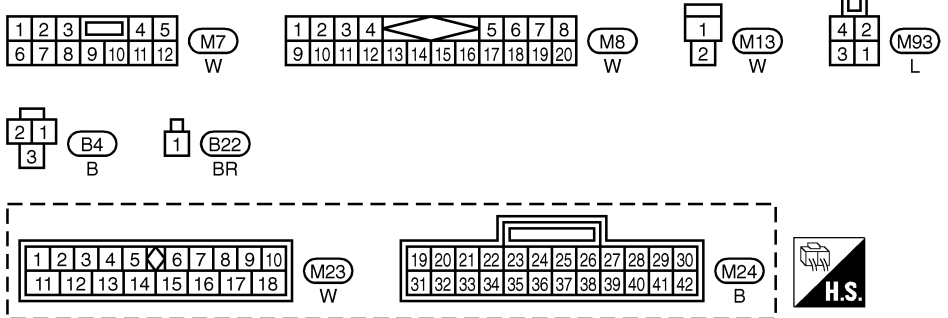 1 2 3 4 5
6 7 8 9 10 11 12
M7
W
1 2 3 4 5 6 7 8
9 10 11 12 13 14 15 16 17 18 19 20
M8
W
1
2
M13
W
4 2
3 1
M93
L
2 1
3
B4
B
1
B22
BR
1 2 3 4 5 6 7 8 9 10
11 12 13 14 15 16 17 18
M23
W
19 20 21 22 23 24 25 26 27 28 29 30
31 32 33 34 35 36 37 38 39 40 41 42
M24
B
H.S.